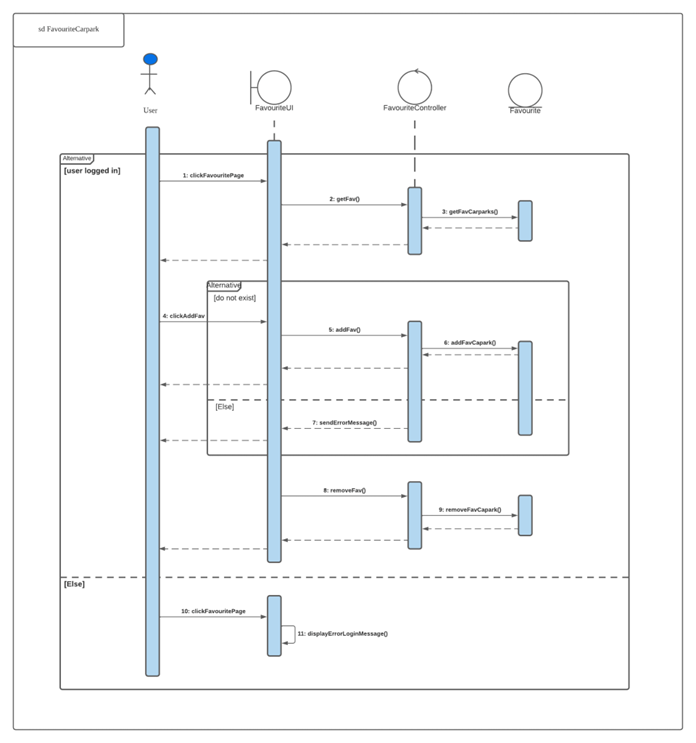 sd FavouriteCarpark
User
FavouriteUI
FavouriteController
Favourite
Alternative
[user logged in]
1: clickFavouritePage
2: getFav()
3: getFavCarparks()
Alternative
[do not exist]
4: clickAddFav
5: addFav()
6: addFavCapark()
[Else]
7: sendErrorMessage()
8: removeFav()
9: removeFavCapark()
[Else]
10: clickFavouritePage
11: displayErrorLoginMessage()